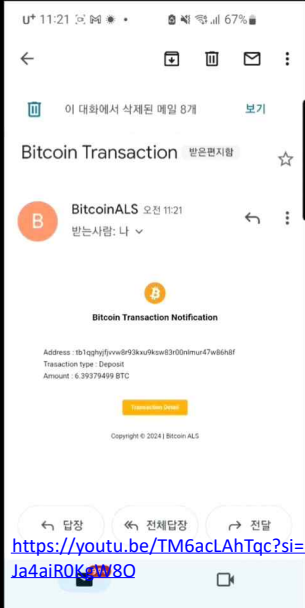 U⁺ 11:21 67%
이 대화에서 삭제된 메일 8개 보기
Bitcoin Transaction 받은편지함
B
BitcoinALS 오전 11:21
받는사람: 나
Bitcoin Transaction Notification
Address : tb1qghyjfjvvw8r93kxu9ksw83r00nlmur47w86h8f
Trasaction type : Deposit
Amount : 6.39379499 BTC
Transaction Detail
Copyright © 2024 | Bitcoin ALS
답장 전체답장 전달
https://youtu.be/TM6acLAhTqc?si=